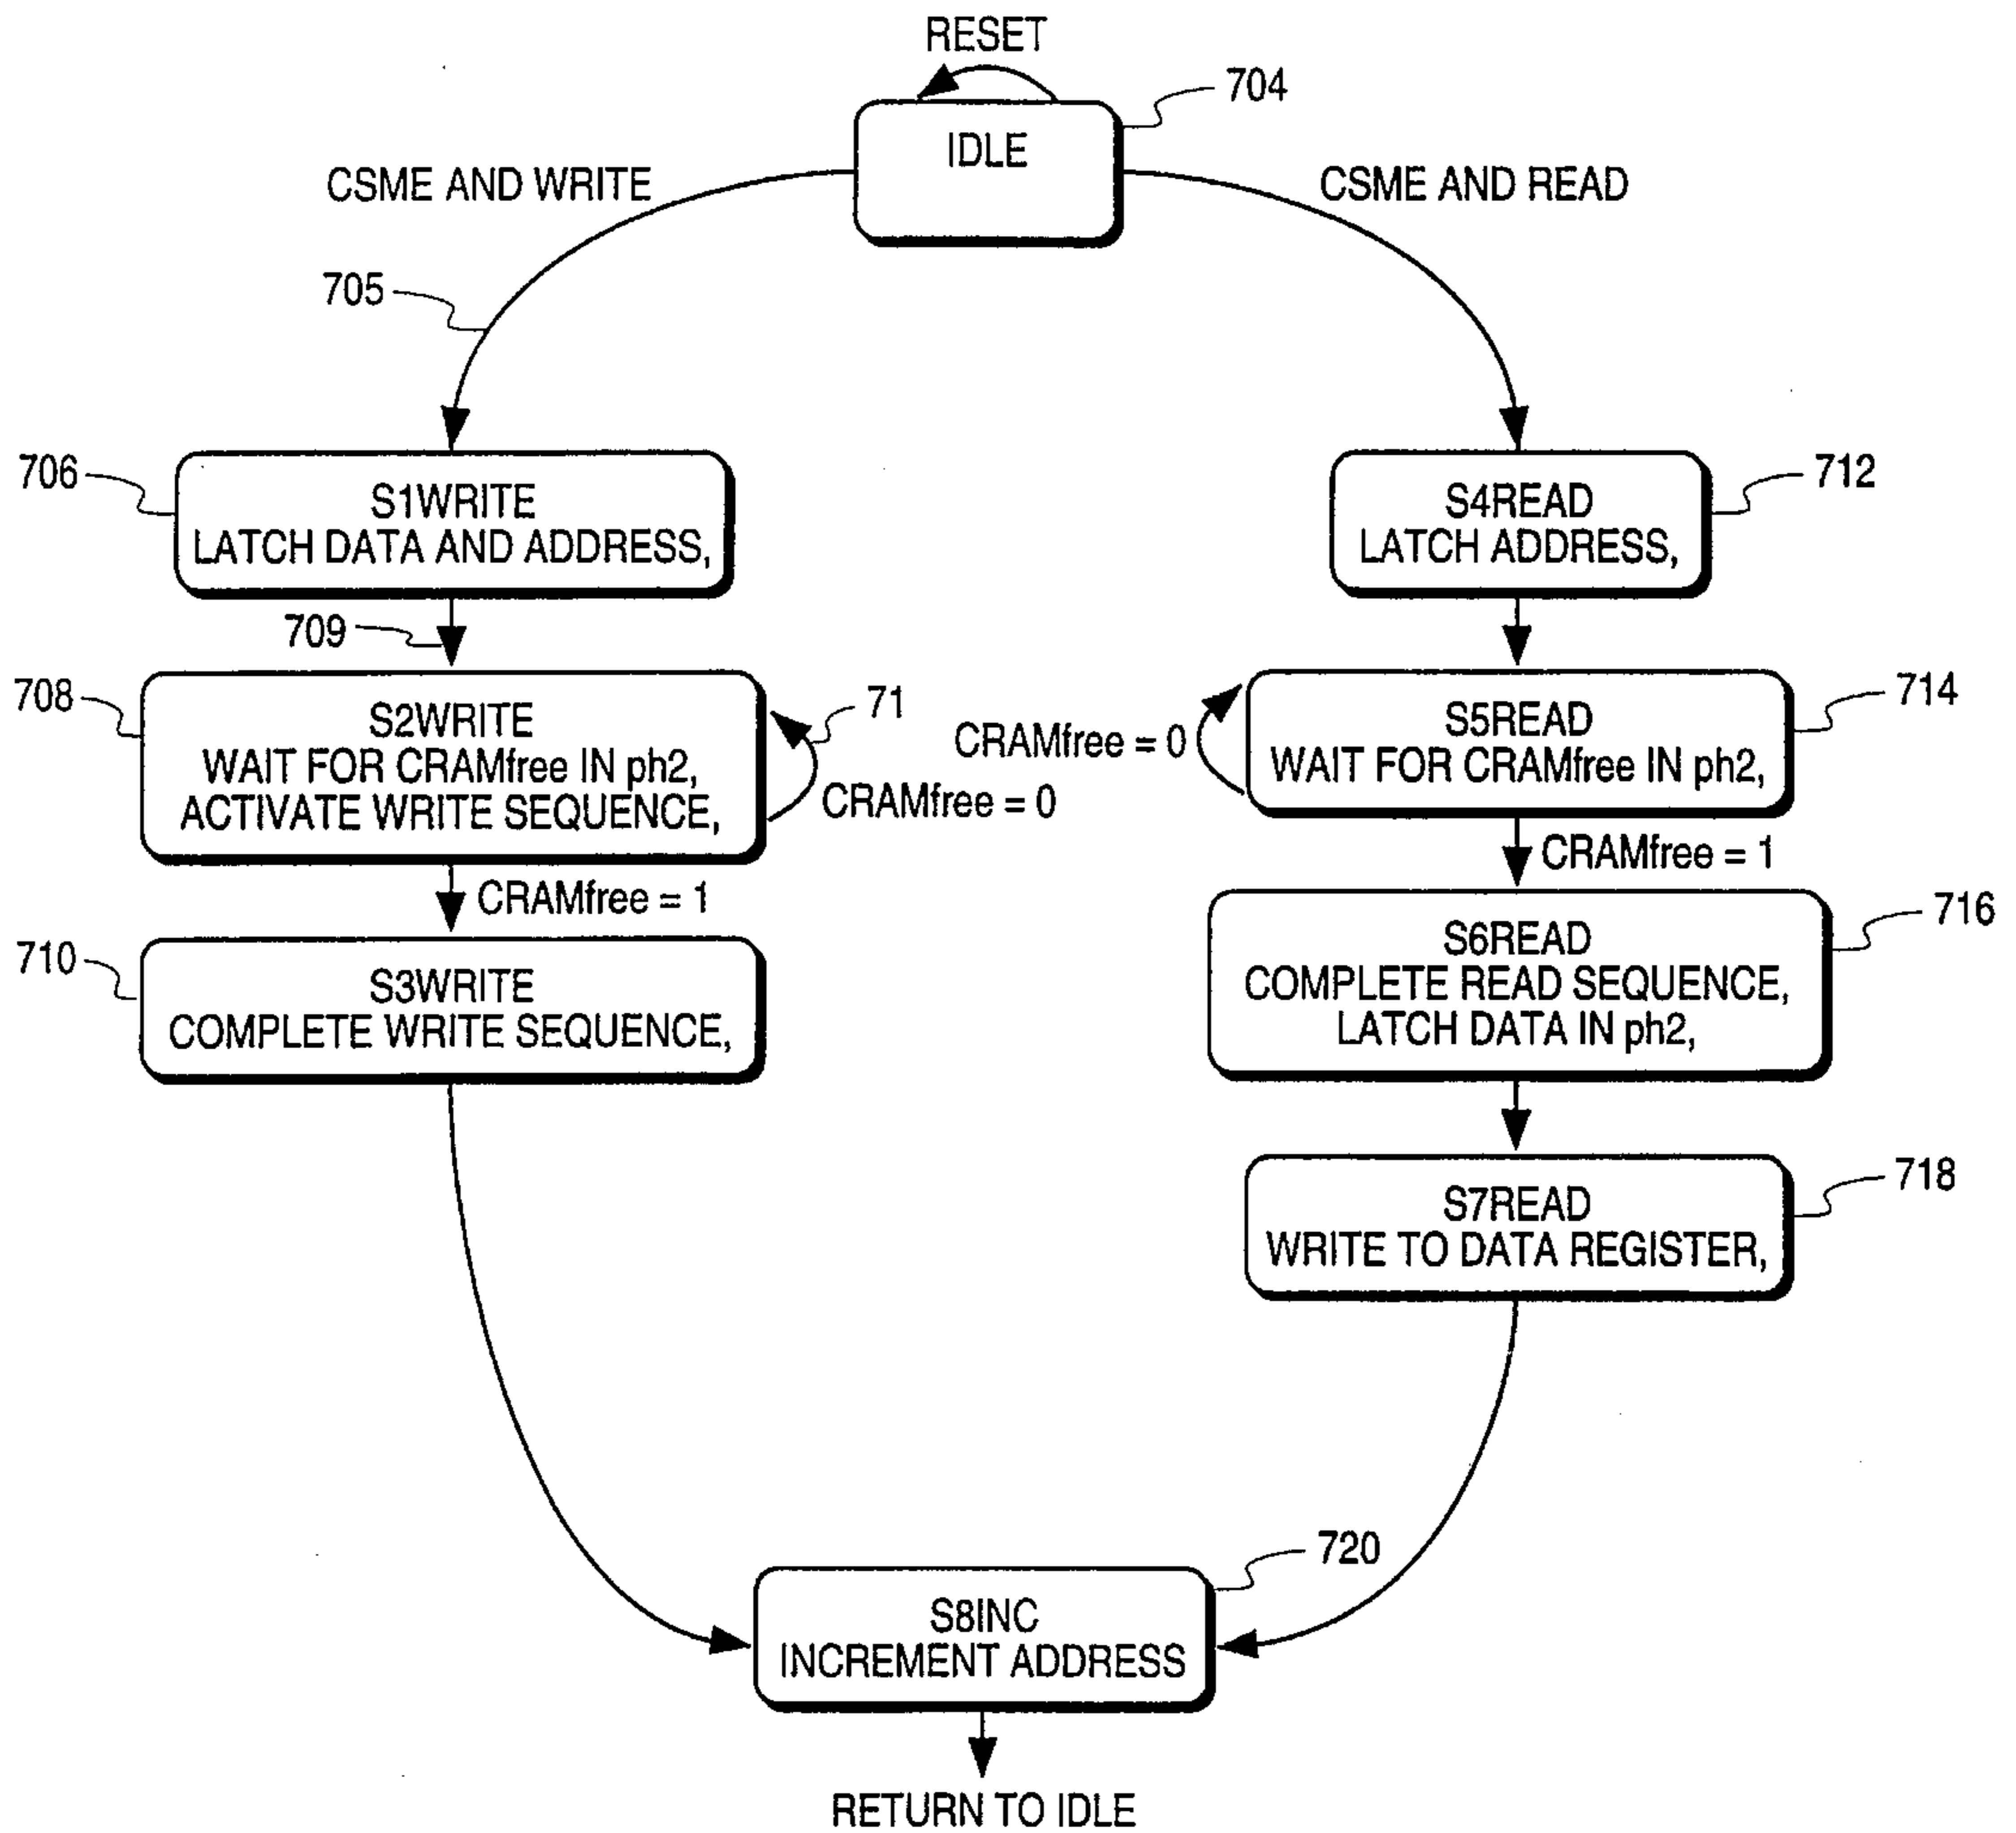 RESET
704
IDLE
CSME AND WRITE
CSME AND READ
705
706
S1WRITE
LATCH DATA AND ADDRESS,
712
S4READ
LATCH ADDRESS,
709
708
S2WRITE
WAIT FOR CRAMfree IN ph2,
ACTIVATE WRITE SEQUENCE,
71
CRAMfree = 0
CRAMfree = 0
714
S5READ
WAIT FOR CRAMfree IN ph2,
CRAMfree = 1
CRAMfree = 1
710
S3WRITE
COMPLETE WRITE SEQUENCE,
716
S6READ
COMPLETE READ SEQUENCE,
LATCH DATA IN ph2,
718
S7READ
WRITE TO DATA REGISTER,
720
S8INC
INCREMENT ADDRESS
RETURN TO IDLE